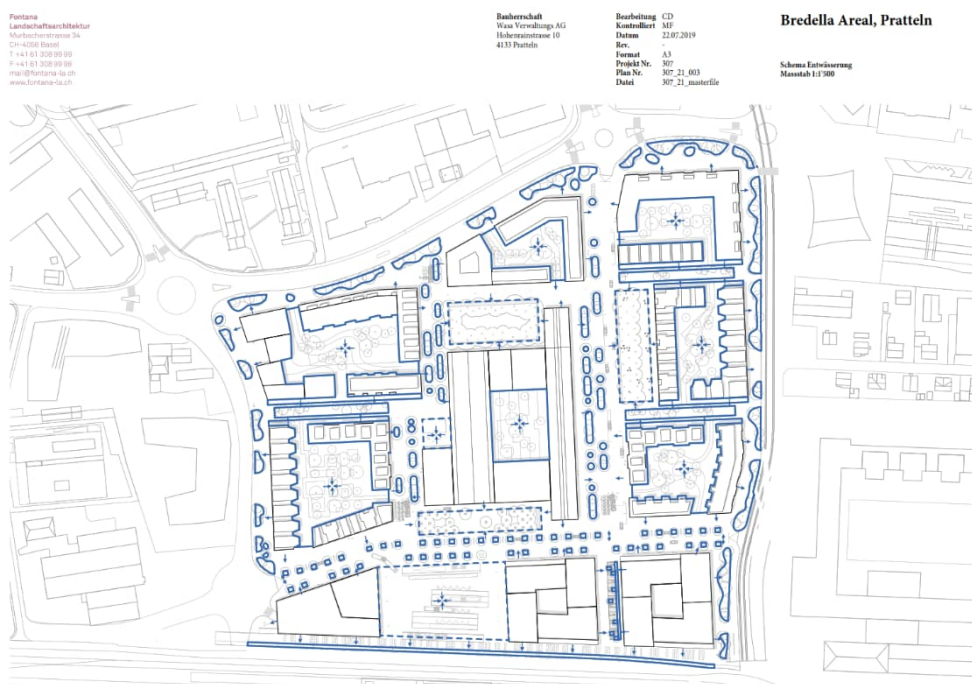 Fontana
Landschaftsarchitektur
Murbacherstrasse 34
CH-4056 Basel
T +41 61 308 99 99
F +41 61 308 99 98
mail@fontana-la.ch
www.fontana-la.ch
Bauherrschaft
Wasa Verwaltungs AG
Hohenrainstrasse 10
4133 Pratteln
Bearbeitung CD
Kontrolliert MF
Datum 22.07.2019
Rev. -
Format A3
Projekt Nr. 307
Plan Nr. 307_21_003
Datei 307_21_masterfile
Bredella Areal, Pratteln
Schema Entwässerung
Massstab 1:1'500